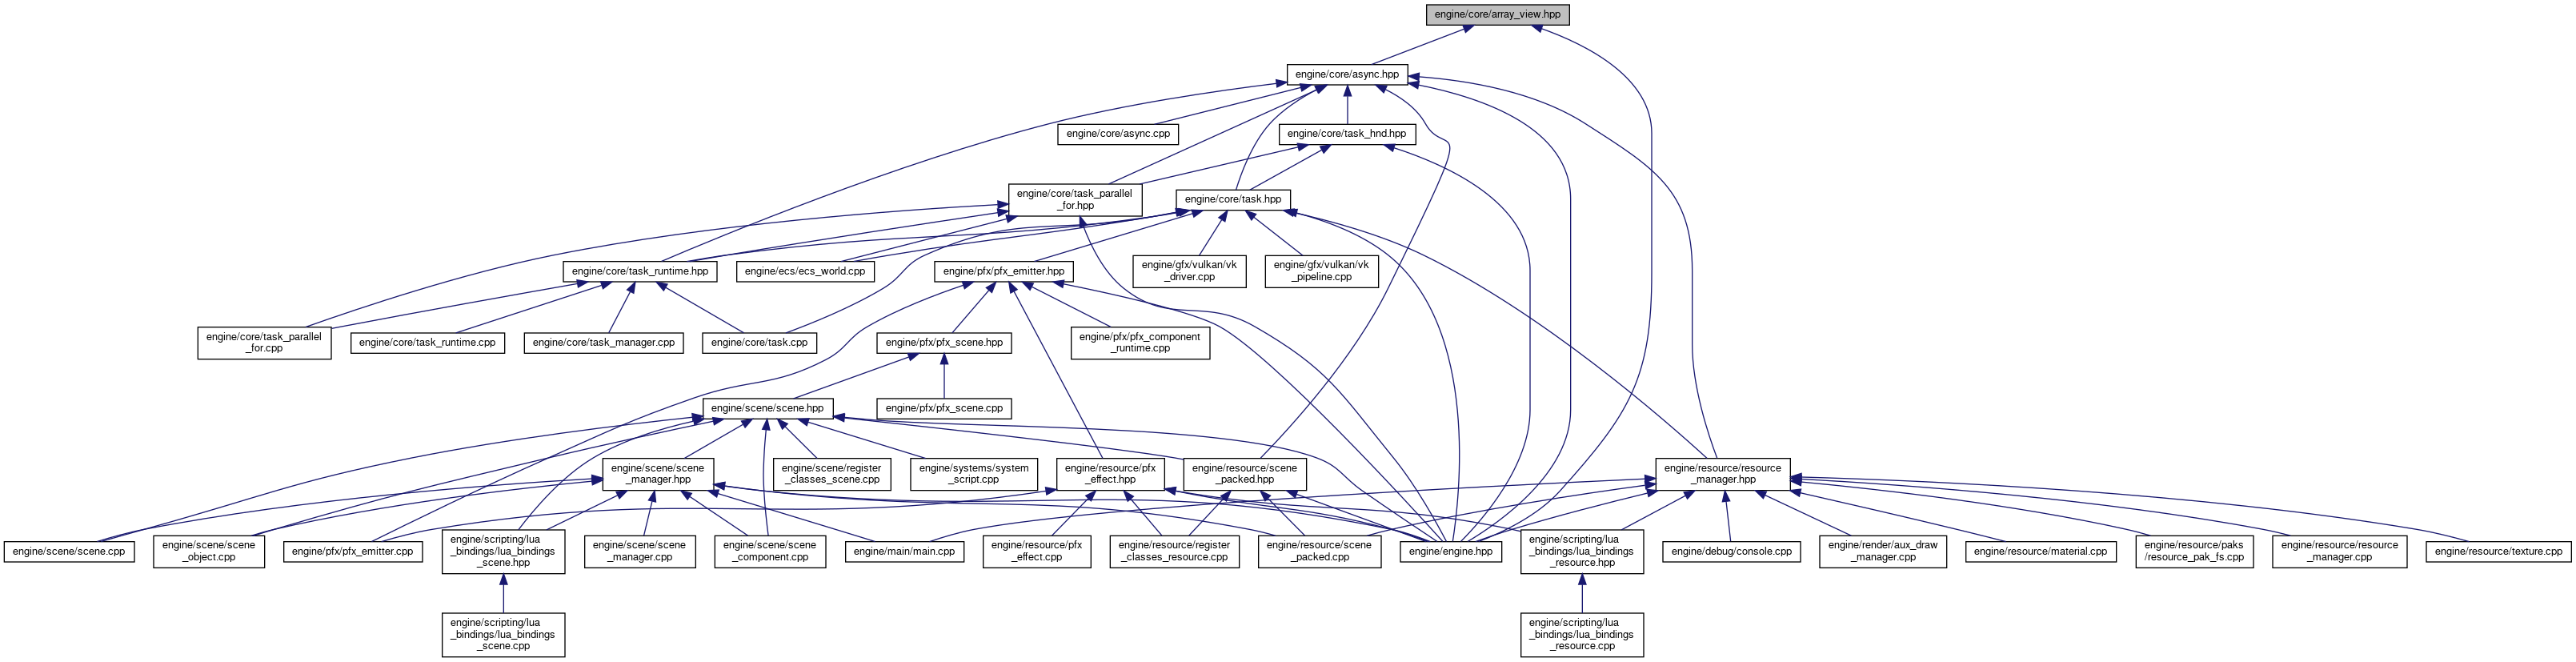 engine/core/array_view.hpp
engine/core/async.hpp
engine/core/async.cpp
engine/core/task_hnd.hpp
engine/core/task_parallel
_for.hpp
engine/core/task.hpp
engine/core/task_runtime.hpp
engine/ecs/ecs_world.cpp
engine/pfx/pfx_emitter.hpp
engine/gfx/vulkan/vk
_driver.cpp
engine/gfx/vulkan/vk
_pipeline.cpp
engine/core/task_parallel
_for.cpp
engine/core/task_runtime.cpp
engine/core/task_manager.cpp
engine/core/task.cpp
engine/pfx/pfx_scene.hpp
engine/pfx/pfx_component
_runtime.cpp
engine/scene/scene.hpp
engine/pfx/pfx_scene.cpp
engine/scene/scene
_manager.hpp
engine/scene/register
_classes_scene.cpp
engine/systems/system
_script.cpp
engine/resource/pfx
_effect.hpp
engine/resource/scene
_packed.hpp
engine/resource/resource
_manager.hpp
engine/scene/scene.cpp
engine/scene/scene
_object.cpp
engine/pfx/pfx_emitter.cpp
engine/scripting/lua
_bindings/lua_bindings
_scene.hpp
engine/scene/scene
_manager.cpp
engine/scene/scene
_component.cpp
engine/main/main.cpp
engine/resource/pfx
_effect.cpp
engine/resource/register
_classes_resource.cpp
engine/resource/scene
_packed.cpp
engine/engine.hpp
engine/scripting/lua
_bindings/lua_bindings
_resource.hpp
engine/debug/console.cpp
engine/render/aux_draw
_manager.cpp
engine/resource/material.cpp
engine/resource/paks
/resource_pak_fs.cpp
engine/resource/resource
_manager.cpp
engine/resource/texture.cpp
engine/scripting/lua
_bindings/lua_bindings
_scene.cpp
engine/scripting/lua
_bindings/lua_bindings
_resource.cpp